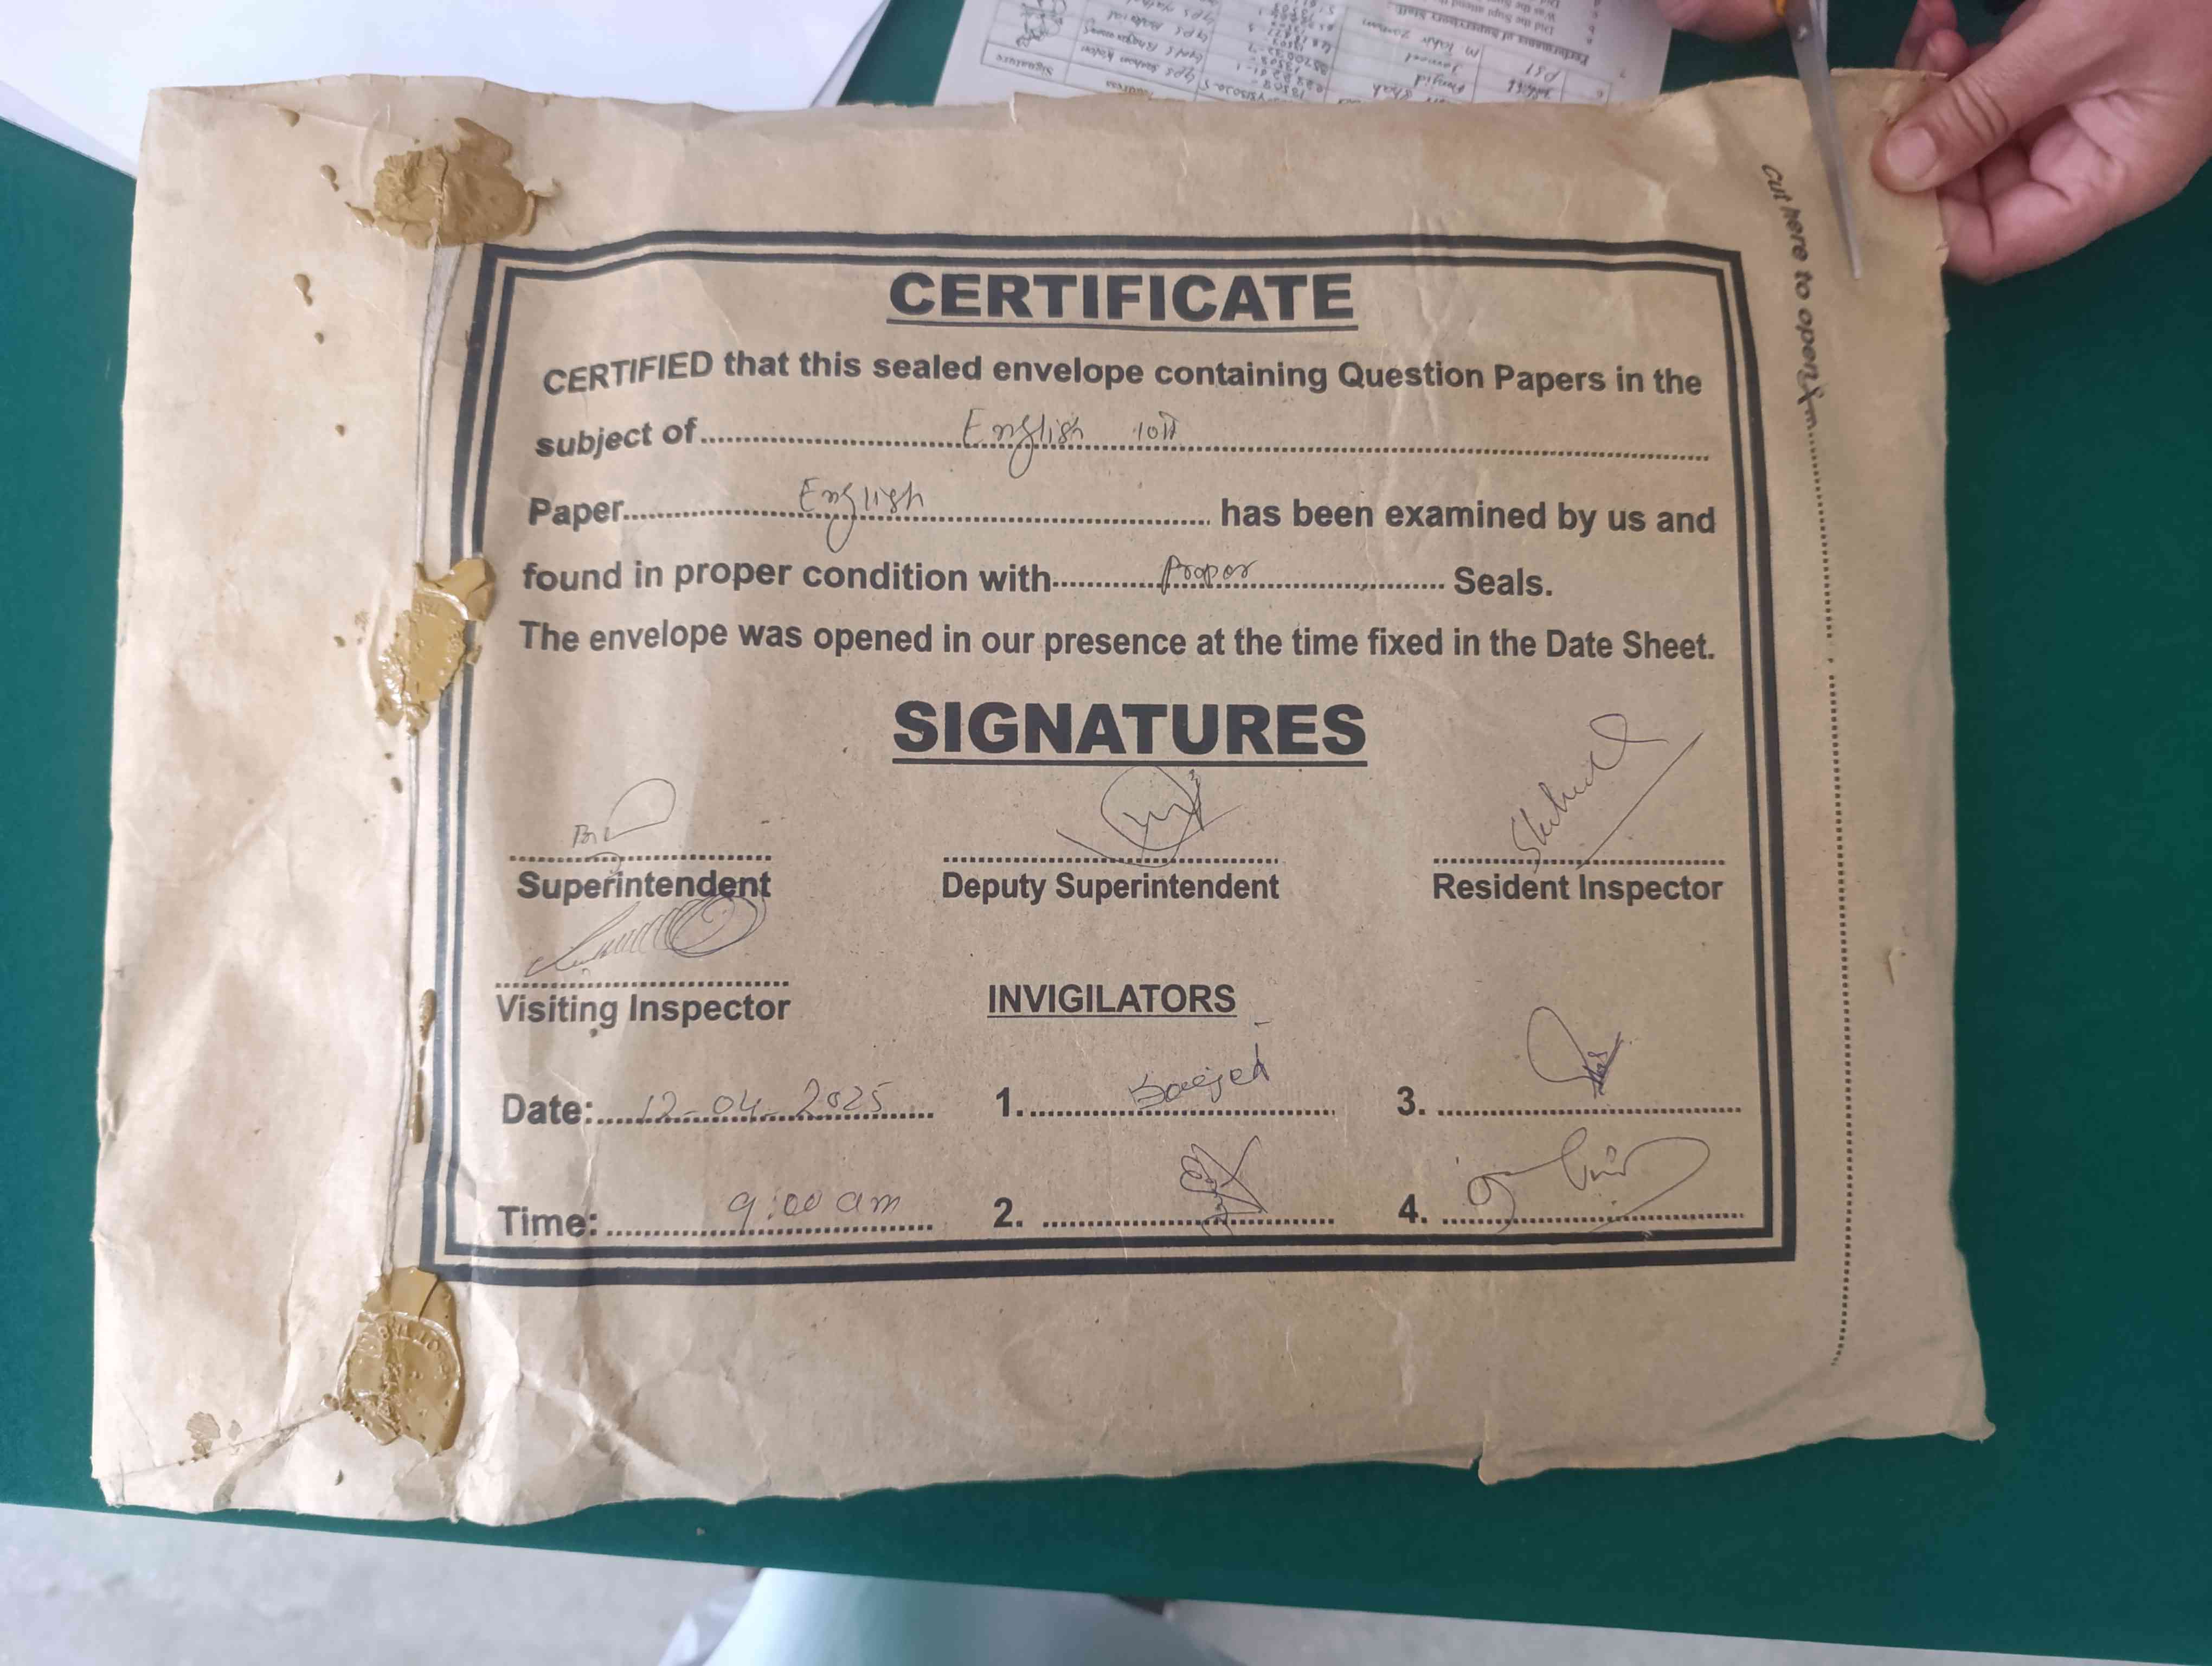 CERTIFICATE
CERTIFIED that this sealed envelope containing Question Papers in the
subject of English 10th
Paper English has been examined by us and
found in proper condition with Proper Seals.
The envelope was opened in our presence at the time fixed in the Date Sheet.
SIGNATURES
Superintendent Deputy Superintendent Resident Inspector
Visiting Inspector INVIGILATORS
Date: 12-04-2025 1. 3.
Time: 9:00 am 2. 4.
Cut here to open